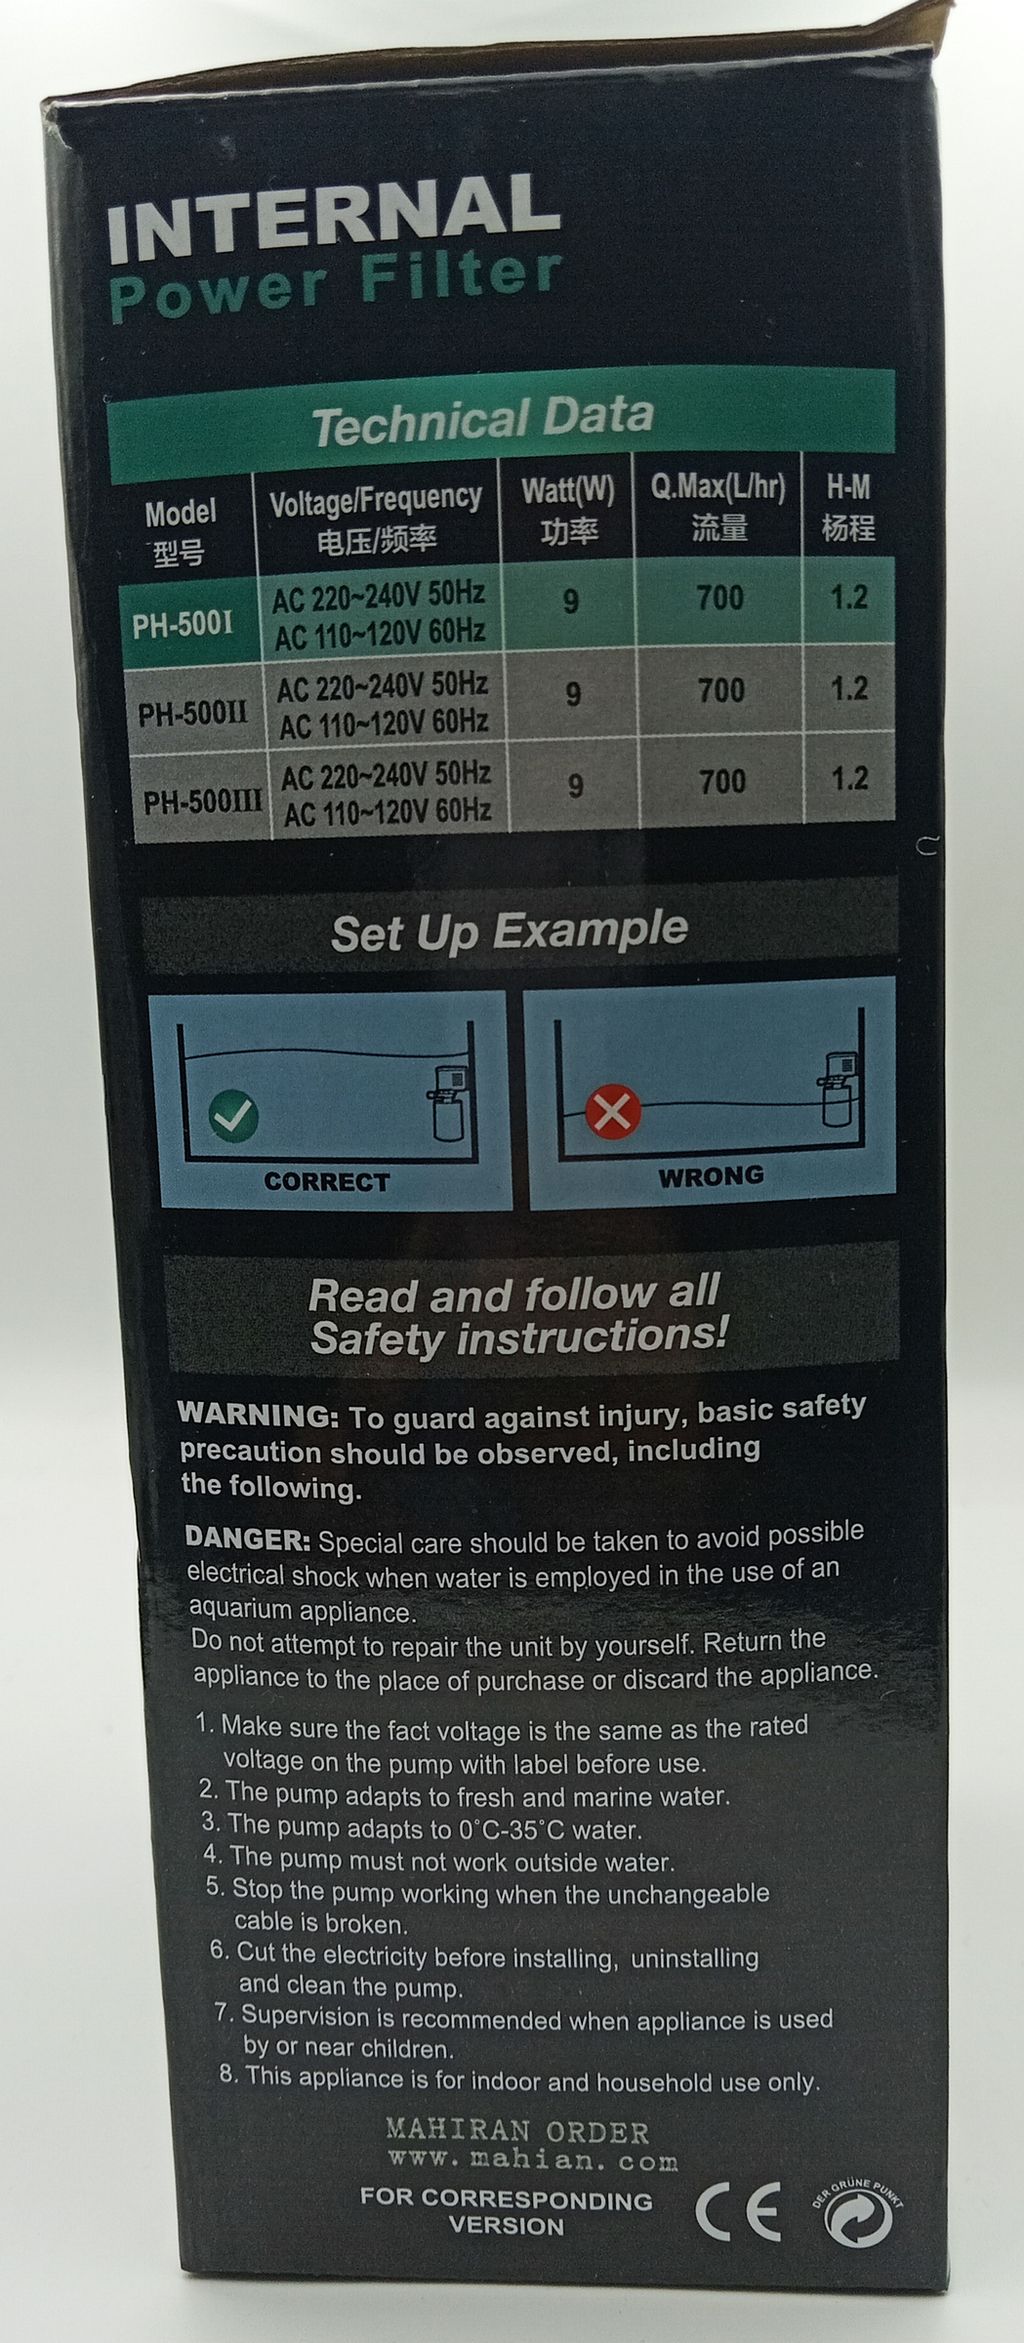 INTERNAL
Power Filter
Technical Data
Model Voltage/Frequency Watt(W) Q.Max(L/hr) H-M
型号 电压/频率 功率 流量 杨程
PH-500I AC 220~240V 50Hz 9 700 1.2
AC 110~120V 60Hz
PH-500II AC 220~240V 50Hz 9 700 1.2
AC 110~120V 60Hz
PH-500III AC 220~240V 50Hz 9 700 1.2
AC 110~120V 60Hz
Set Up Example
CORRECT WRONG
Read and follow all
Safety instructions!
WARNING: To guard against injury, basic safety
precaution should be observed, including
the following.
DANGER: Special care should be taken to avoid possible
electrical shock when water is employed in the use of an
aquarium appliance.
Do not attempt to repair the unit by yourself. Return the
appliance to the place of purchase or discard the appliance.
1. Make sure the fact voltage is the same as the rated
voltage on the pump with label before use.
2. The pump adapts to fresh and marine water.
3. The pump adapts to 0°C-35°C water.
4. The pump must not work outside water.
5. Stop the pump working when the unchangeable
cable is broken.
6. Cut the electricity before installing, uninstalling
and clean the pump.
7. Supervision is recommended when appliance is used
by or near children.
8. This appliance is for indoor and household use only.
MAHIRAN ORDER
www.mahian.com
FOR CORRESPONDING
VERSION
CE
DER GRÜNE PUNKT